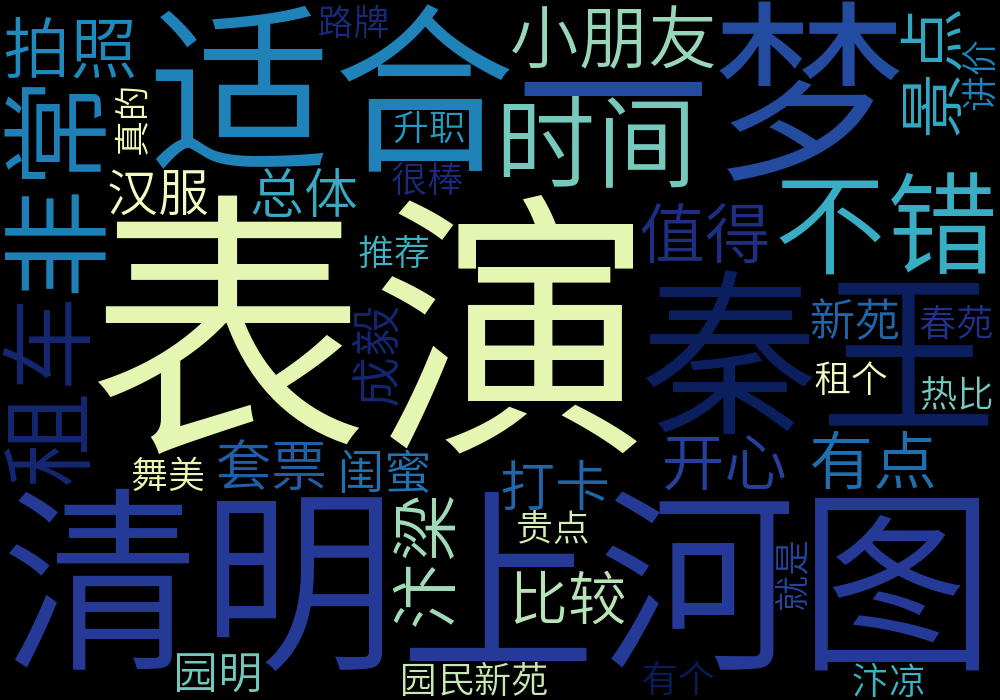 拍照
适合
路牌
小朋友
一梦
景点
讲价
非常
真的
升职
时间
很棒
汉服
总体
值得
不错
表演
推荐
秦王
租车
成毅
新苑
春苑
租个
热比
舞美
套票
闺蜜
打卡
开心
有点
清明上河图
汴梁
贵点
比较
就是
园明
园民新苑
有个
汴凉